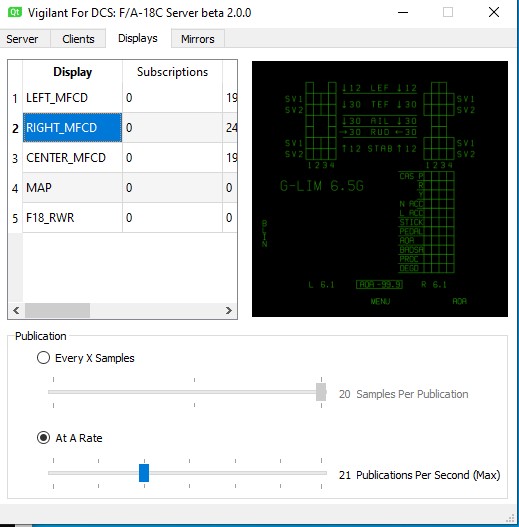 Qt Vigilant For DCS: F/A-18C Server beta 2.0.0
Server Clients Displays Mirrors
Display Subscriptions
1 LEFT_MFCD 0 19
2 RIGHT_MFCD 0 24
3 CENTER_MFCD 0 19
4 MAP 0 0
5 F18_RWR 0 0
↓12 LEF ↓12
SV1 ↓30 TEF ↓30 SV1
SV2 SV2
↓30 AIL ↓30
SV1 →30 RUD ←30 SV1
SV2 ↑12 STAB ↑12 SV2
1234 1234
CAS P
R
Y
G-LIM 6.5G
N ACC
L ACC
STICK
PEDAL
AOA
BADSA
PROC
DEGD
BLIN
L 6.1 AOA -99.9 R 6.1
MENU AOA
Publication
Every X Samples
20 Samples Per Publication
At A Rate
21 Publications Per Second (Max)